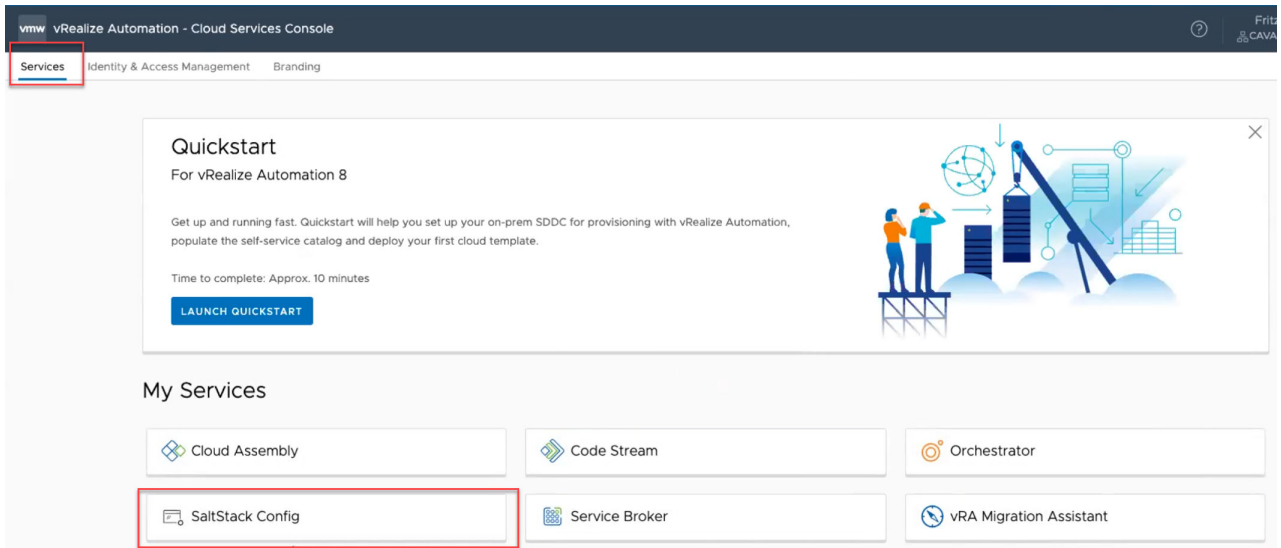 vmw vRealize Automation - Cloud Services Console
Fritz
CAVA
Services Identity & Access Management Branding
Quickstart
For vRealize Automation 8
Get up and running fast. Quickstart will help you set up your on-prem SDDC for provisioning with vRealize Automation,
populate the self-service catalog and deploy your first cloud template.
Time to complete: Approx. 10 minutes
LAUNCH QUICKSTART
My Services
Cloud Assembly
Code Stream
Orchestrator
SaltStack Config
Service Broker
vRA Migration Assistant